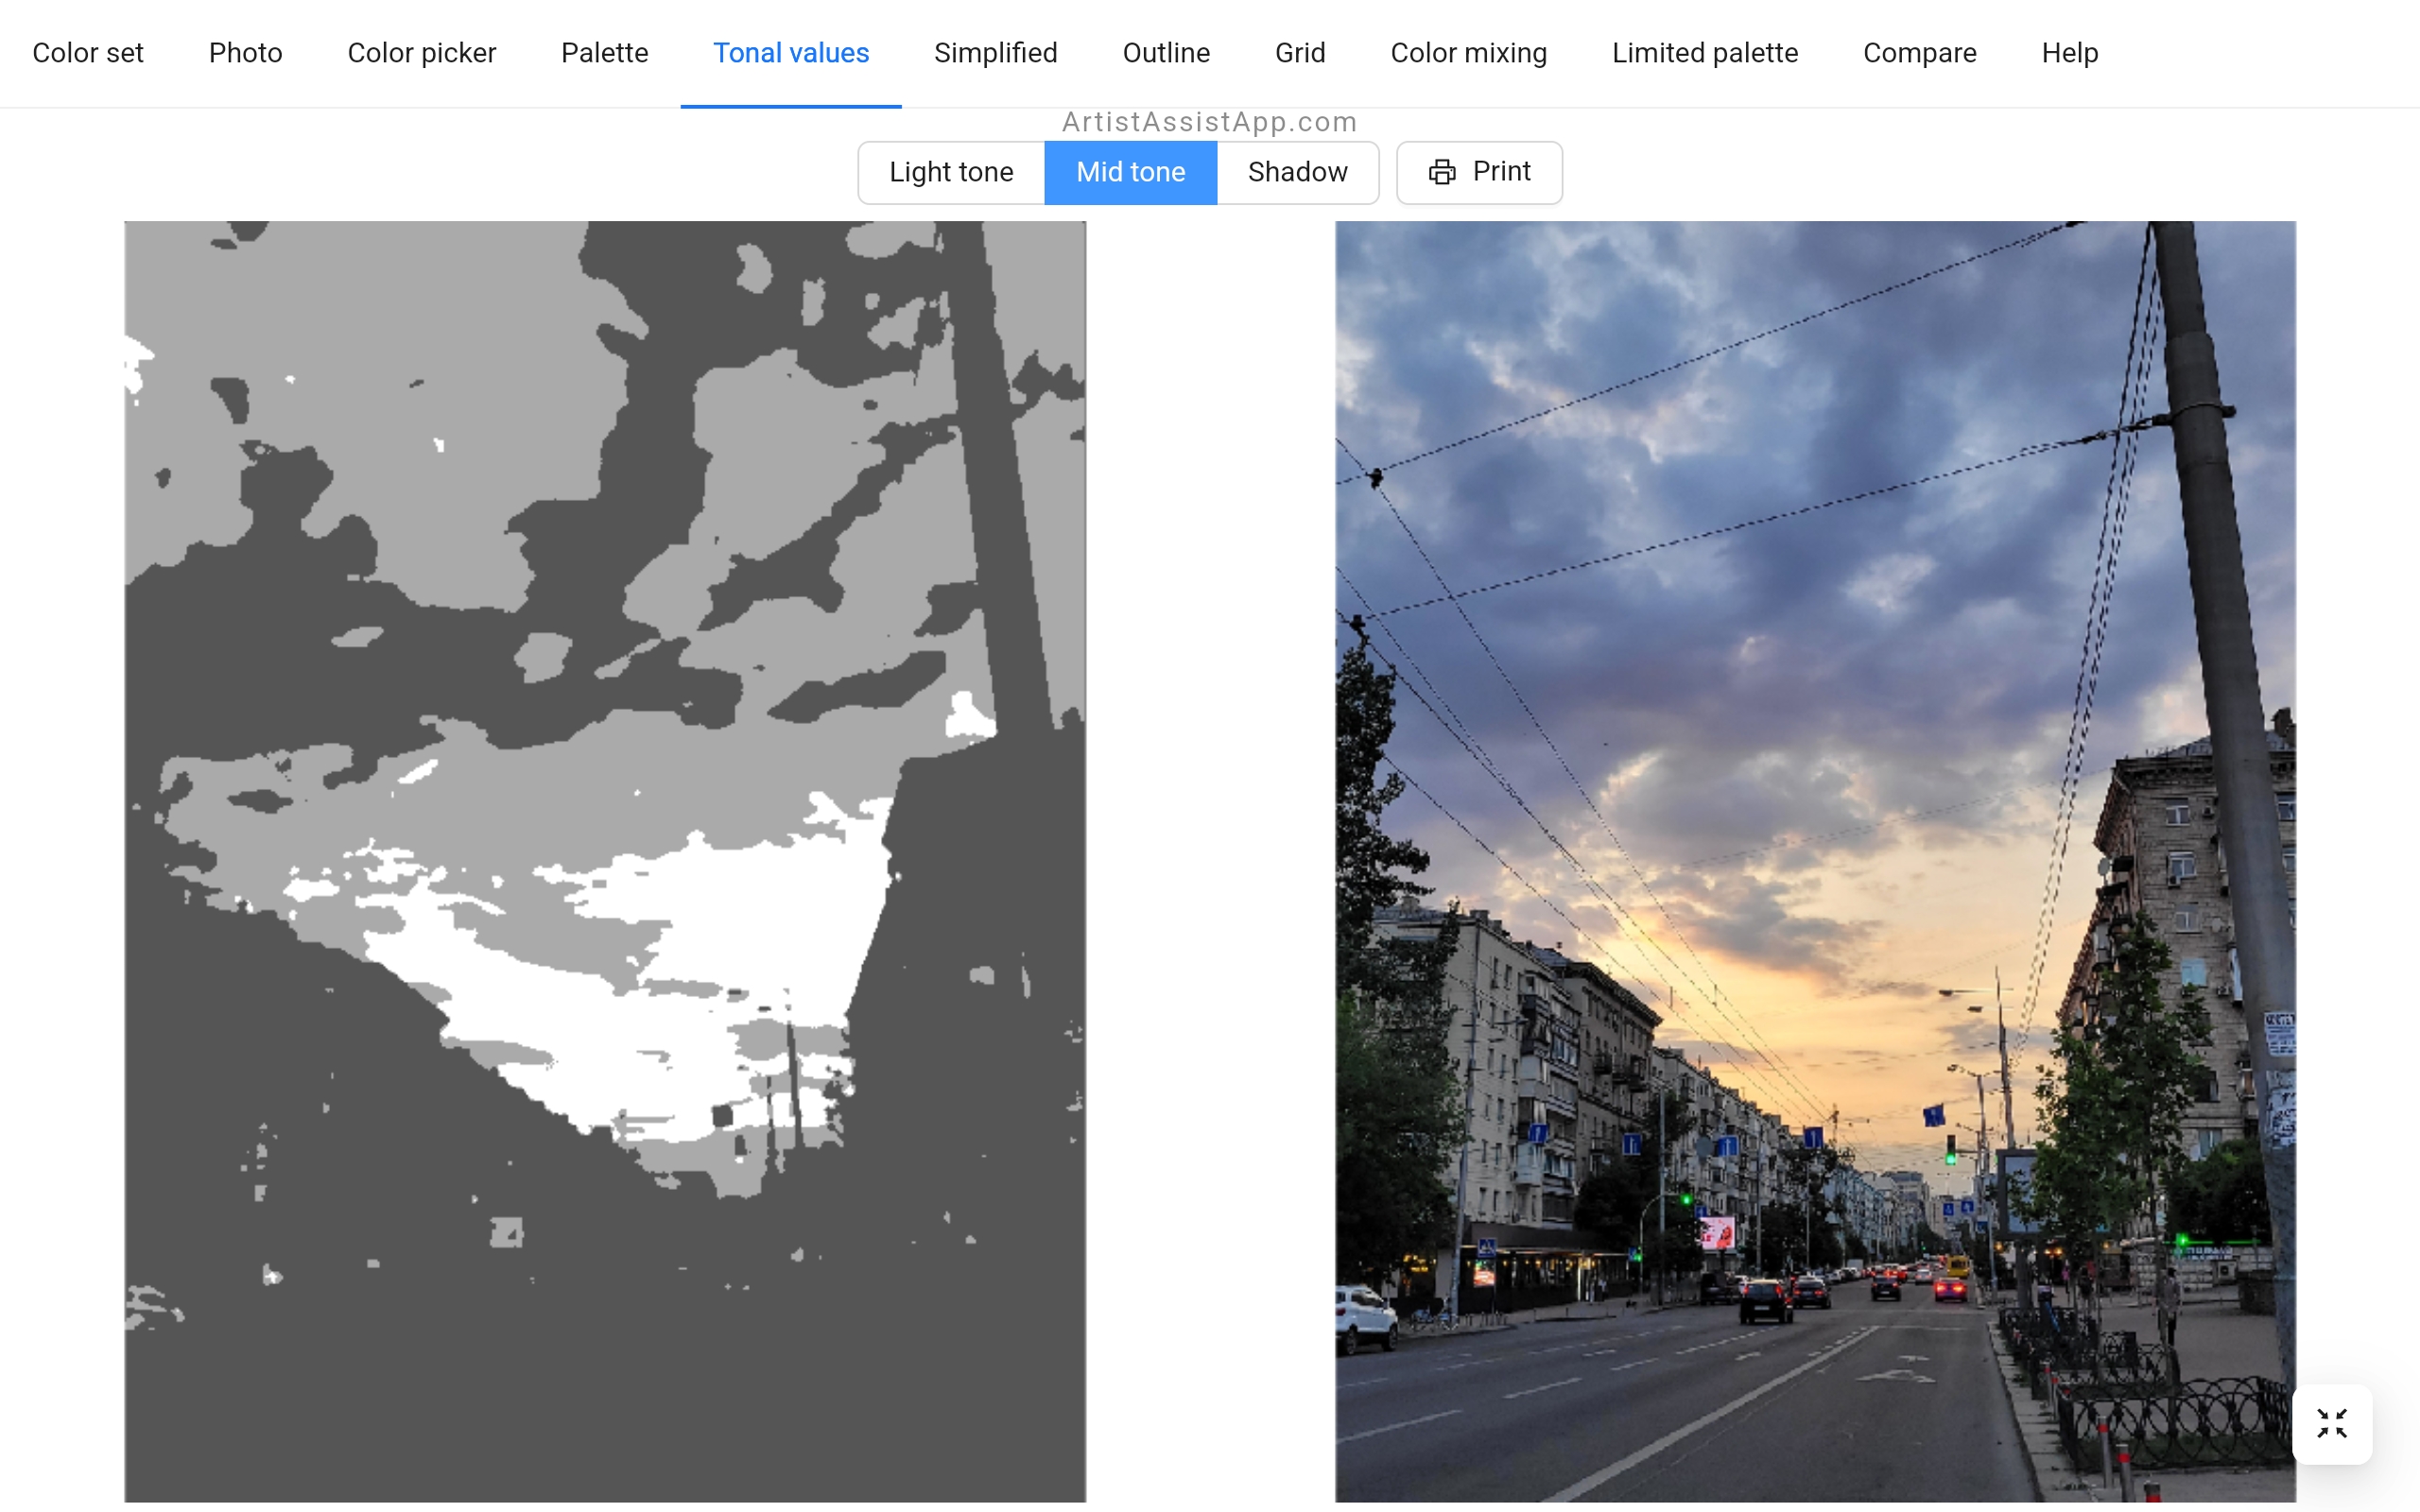 Color set Photo Color picker Palette Tonal values Simplified Outline Grid Color mixing Limited palette Compare Help
ArtistAssistApp.com
Light tone Mid tone Shadow Print